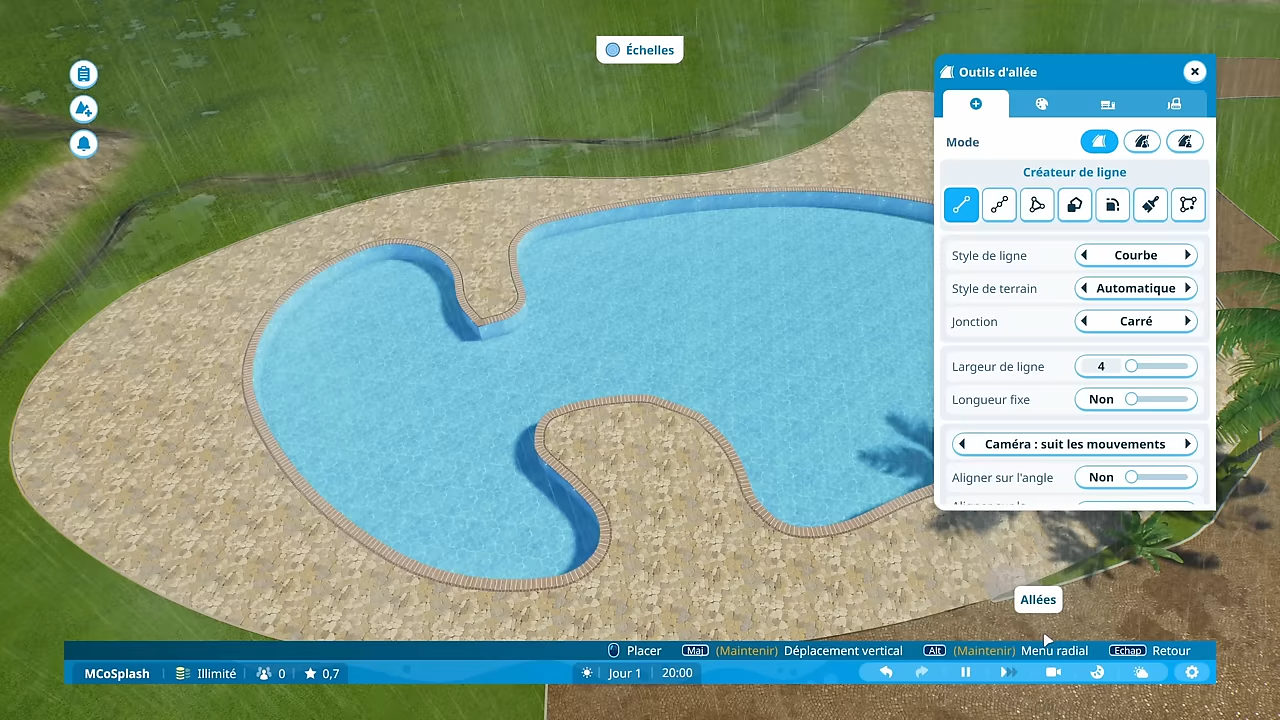 Échelles
Outils d'allée
Mode
Créateur de ligne
Style de ligne
Courbe
Style de terrain
Automatique
Jonction
Carré
Largeur de ligne
4
Longueur fixe
Non
Caméra : suit les mouvements
Aligner sur l'angle
Non
Allées
Placer
Maj (Maintenir) Déplacement vertical
Alt (Maintenir) Menu radial
Echap Retour
MCoSplash
Illimité
0
0,7
Jour 1
20:00